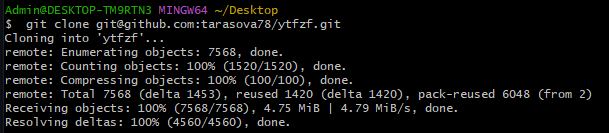 Admin@DESKTOP-TM9RTN3 MINGW64 ~/Desktop
$  git clone git@github.com:tarasova78/ytfzf.git
Cloning into 'ytfzf'...
remote: Enumerating objects: 7568, done.
remote: Counting objects: 100% (1520/1520), done.
remote: Compressing objects: 100% (100/100), done.
remote: Total 7568 (delta 1453), reused 1420 (delta 1420), pack-reused 6048 (from 2)
Receiving objects: 100% (7568/7568), 4.75 MiB | 4.79 MiB/s, done.
Resolving deltas: 100% (4560/4560), done.